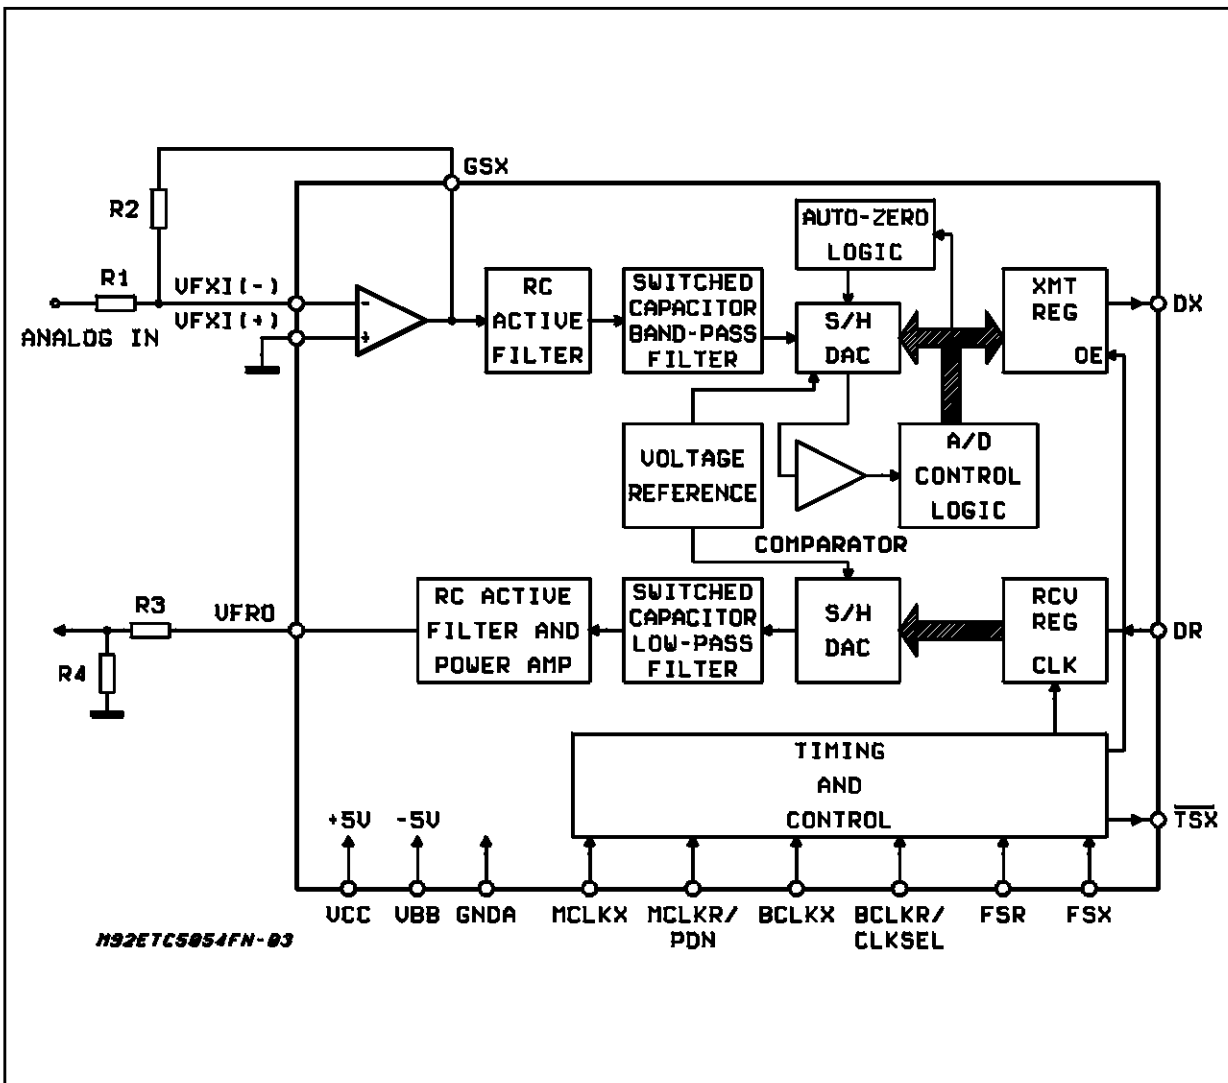 GSX
R2
AUTO-ZERO
LOGIC
R1
VFXI(-)
VFXI(+)
ANALOG IN
-
+
RC
ACTIVE
FILTER
SWITCHED
CAPACITOR
BAND-PASS
FILTER
S/H
DAC
XMT
REG
OE
DX
VOLTAGE
REFERENCE
A/D
CONTROL
LOGIC
COMPARATOR
R3
VFRO
R4
RC ACTIVE
FILTER AND
POWER AMP
SWITCHED
CAPACITOR
LOW-PASS
FILTER
S/H
DAC
RCV
REG
CLK
DR
TIMING
AND
CONTROL
TSX
+5V
-5V
VCC
VBB
GNDA
MCLKX
MCLKR/
PDN
BCLKX
BCLKR/
CLKSEL
FSR
FSX
M92ETC5054FN-03